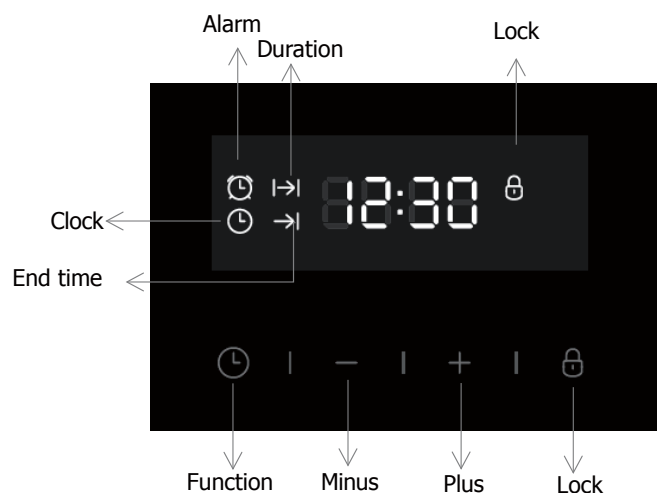 Alarm
Duration
Lock
12:30
Clock
End time
Function
Minus
Plus
Lock